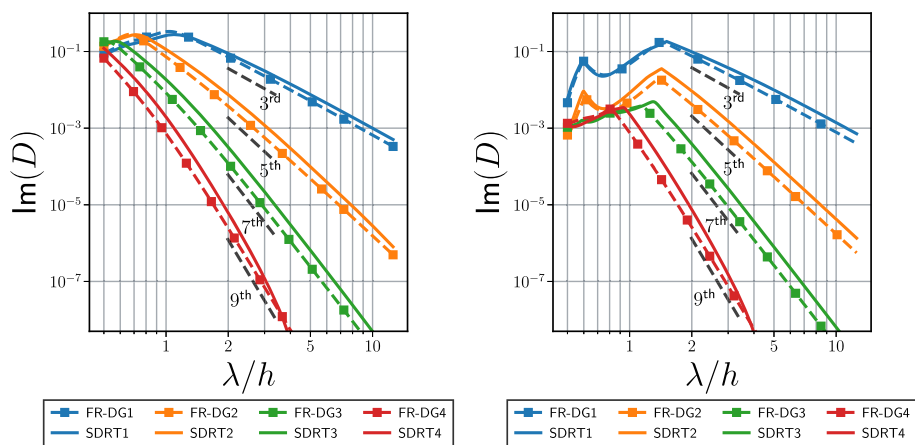 Im(D)
10⁻¹
10⁻³
10⁻⁵
10⁻⁷
3rd
5th
7th
9th
1 2 5 10
λ/h
FR-DG1 FR-DG2 FR-DG3 FR-DG4
SDRT1 SDRT2 SDRT3 SDRT4
Im(D)
10⁻¹
10⁻³
10⁻⁵
10⁻⁷
3rd
5th
7th
9th
1 2 5 10
λ/h
FR-DG1 FR-DG2 FR-DG3 FR-DG4
SDRT1 SDRT2 SDRT3 SDRT4